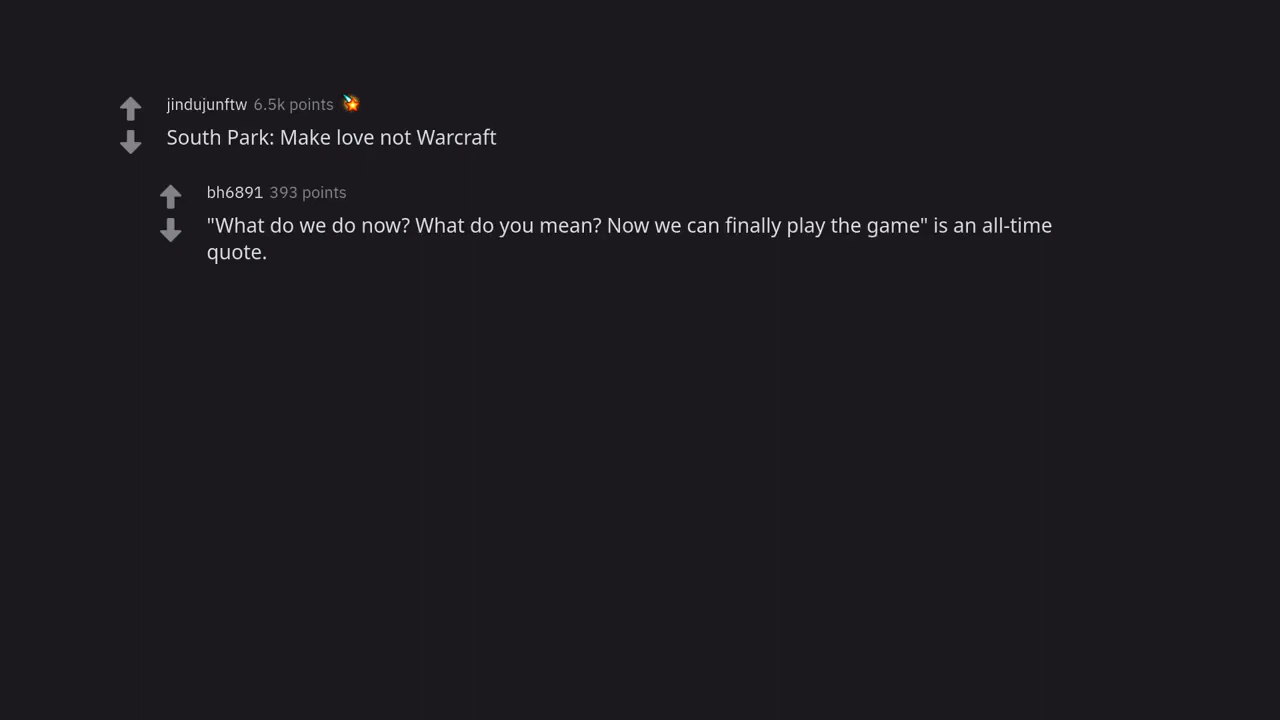 jindujunftw 6.5k points
South Park: Make love not Warcraft
bh6891 393 points
"What do we do now? What do you mean? Now we can finally play the game" is an all-time
quote.